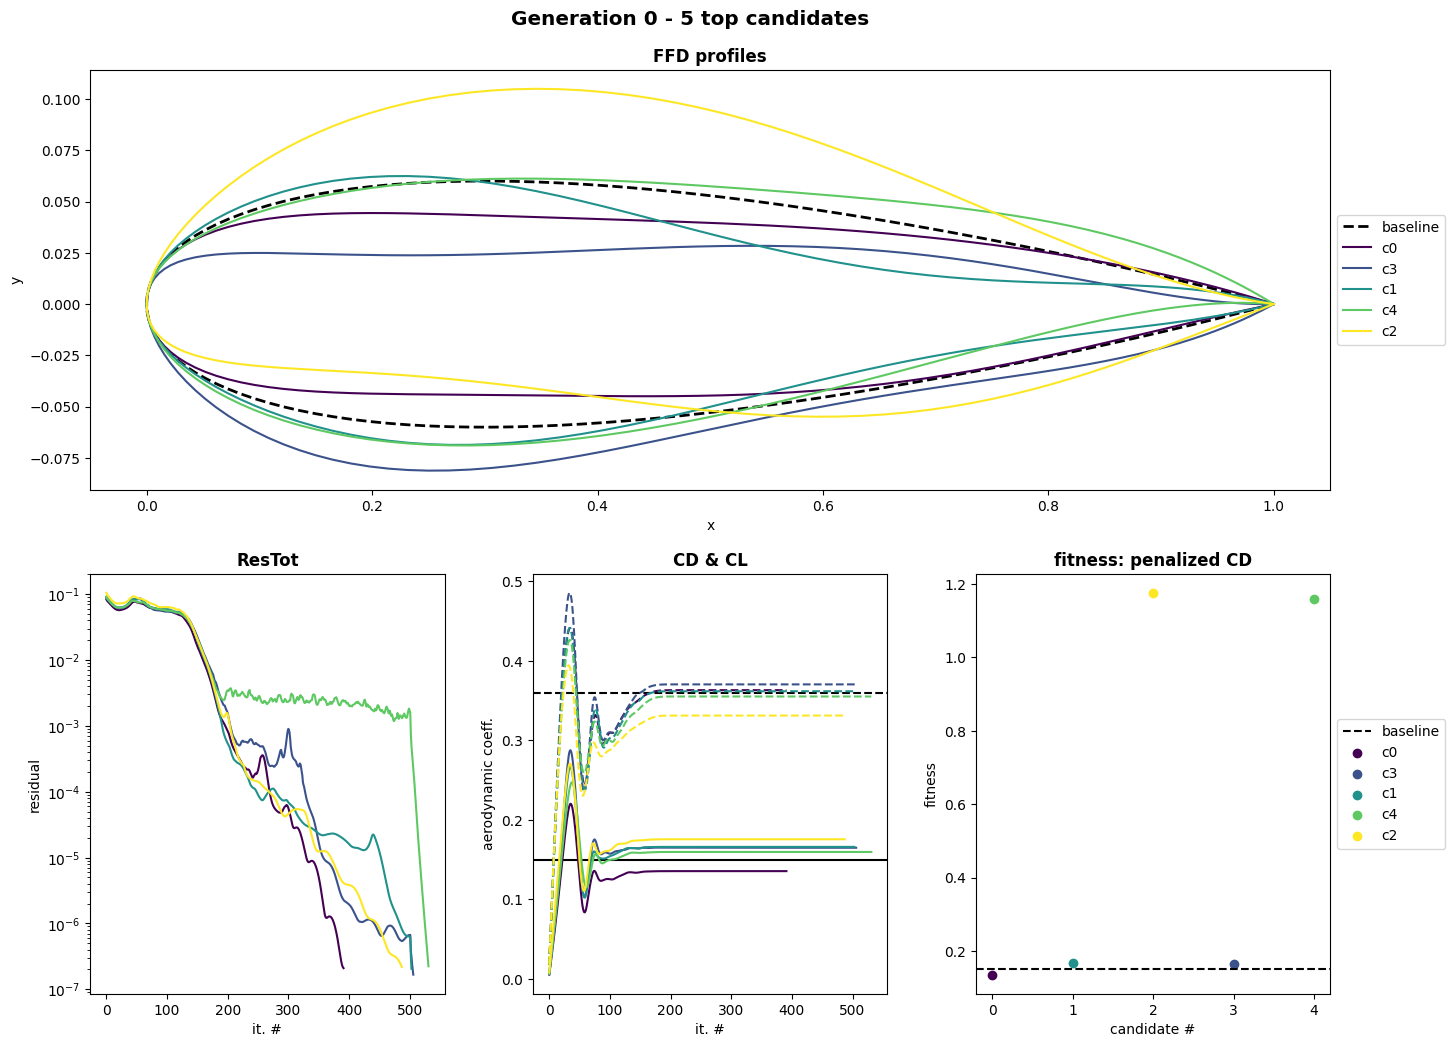 Generation 0 - 5 top candidates
FFD profiles
0.100
0.075
0.050
0.025
0.000
−0.025
−0.050
−0.075
y
0.0 0.2 0.4 0.6 0.8 1.0
x
baseline
c0
c3
c1
c4
c2
ResTot
10⁻¹
10⁻²
10⁻³
10⁻⁴
10⁻⁵
10⁻⁶
10⁻⁷
residual
0 100 200 300 400 500
it. #
CD & CL
0.5
0.4
0.3
0.2
0.1
0.0
aerodynamic coeff.
0 100 200 300 400 500
it. #
fitness: penalized CD
1.2
1.0
0.8
0.6
0.4
0.2
fitness
0 1 2 3 4
candidate #
baseline
c0
c3
c1
c4
c2